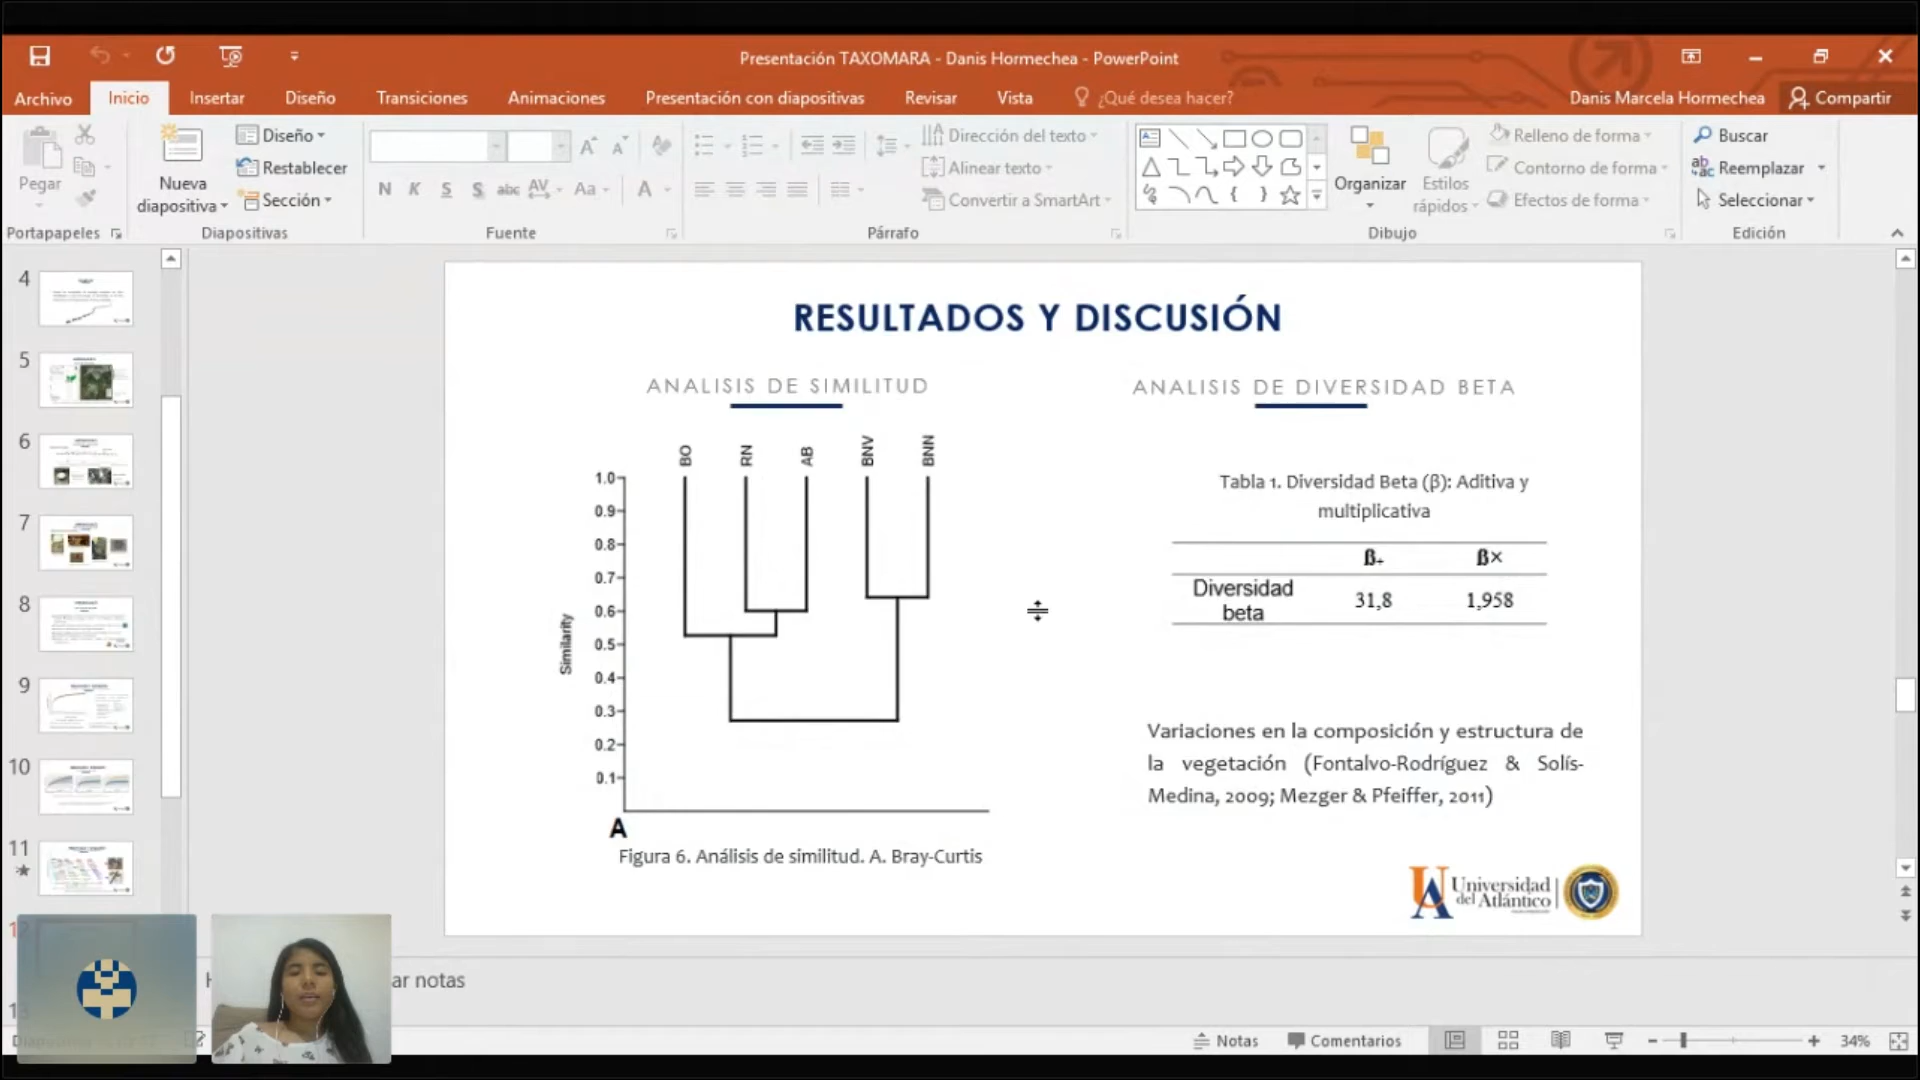 Presentación TAXOMARA - Danis Hormechea - PowerPoint
Archivo Inicio Insertar Diseño Transiciones Animaciones Presentación con diapositivas Revisar Vista ¿Qué desea hacer? Danis Marcela Hormechea Compartir
Pegar
Nueva diapositiva
Diseño
Restablecer
Sección
N K S S abc AV Aa A
Dirección del texto
Alinear texto
Convertir a SmartArt
Organizar
Estilos rápidos
Relleno de forma
Contorno de forma
Efectos de forma
Buscar
Reemplazar
Seleccionar
Portapapeles Diapositivas Fuente Párrafo Dibujo Edición
4
5
6
7
8
9
10
11
RESULTADOS Y DISCUSIÓN
ANALISIS DE SIMILITUD
BO RN AB BNV BNN
1.0
0.9
0.8
0.7
0.6
0.5
0.4
0.3
0.2
0.1
Similarity
A
Figura 6. Análisis de similitud. A. Bray-Curtis
ANALISIS DE DIVERSIDAD BETA
Tabla 1. Diversidad Beta (β): Aditiva y
multiplicativa
ß+ ß×
Diversidad beta 31,8 1,958
Variaciones en la composición y estructura de
la vegetación (Fontalvo-Rodríguez & Solís-
Medina, 2009; Mezger & Pfeiffer, 2011)
UA Universidad del Atlántico
ar notas
Notas Comentarios 34%